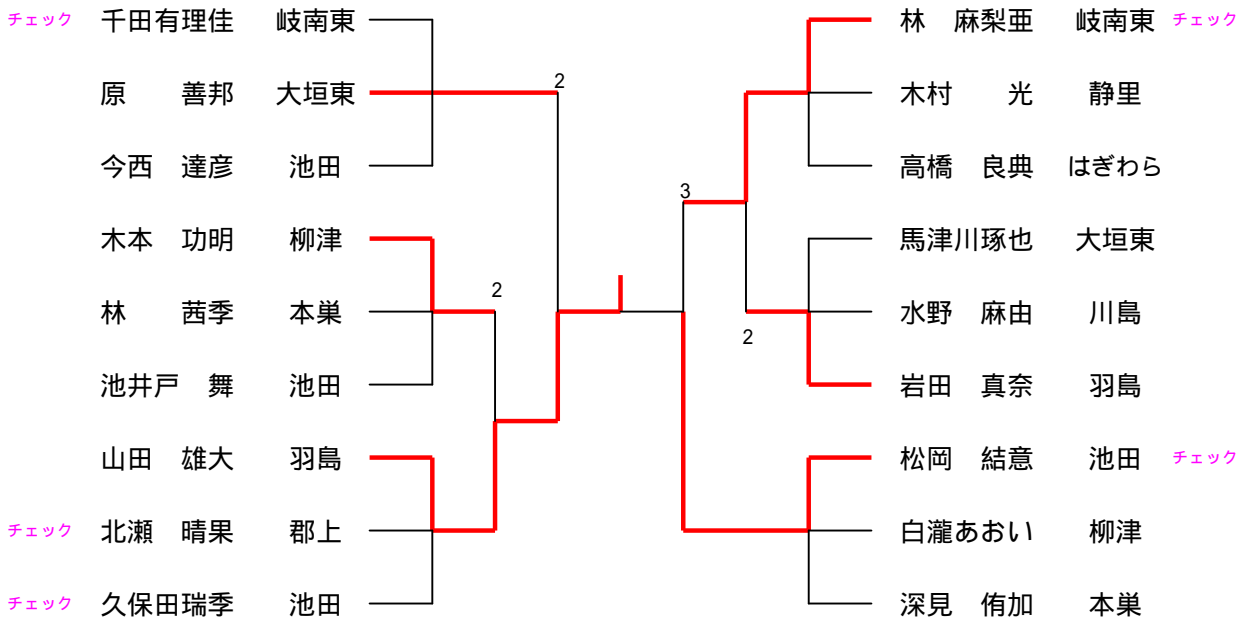 チェック 千田有理佳 岐南東
原 善邦 大垣東
今西 達彦 池田
木本 功明 柳津
林 茜季 本巣
池井戸 舞 池田
山田 雄大 羽島
チェック 北瀬 晴果 郡上
チェック 久保田瑞季 池田
2
2
3
2
林 麻梨亜 岐南東 チェック
木村 光 静里
高橋 良典 はぎわら
馬津川琢也 大垣東
水野 麻由 川島
岩田 真奈 羽島
松岡 結意 池田 チェック
白瀧あおい 柳津
深見 侑加 本巣